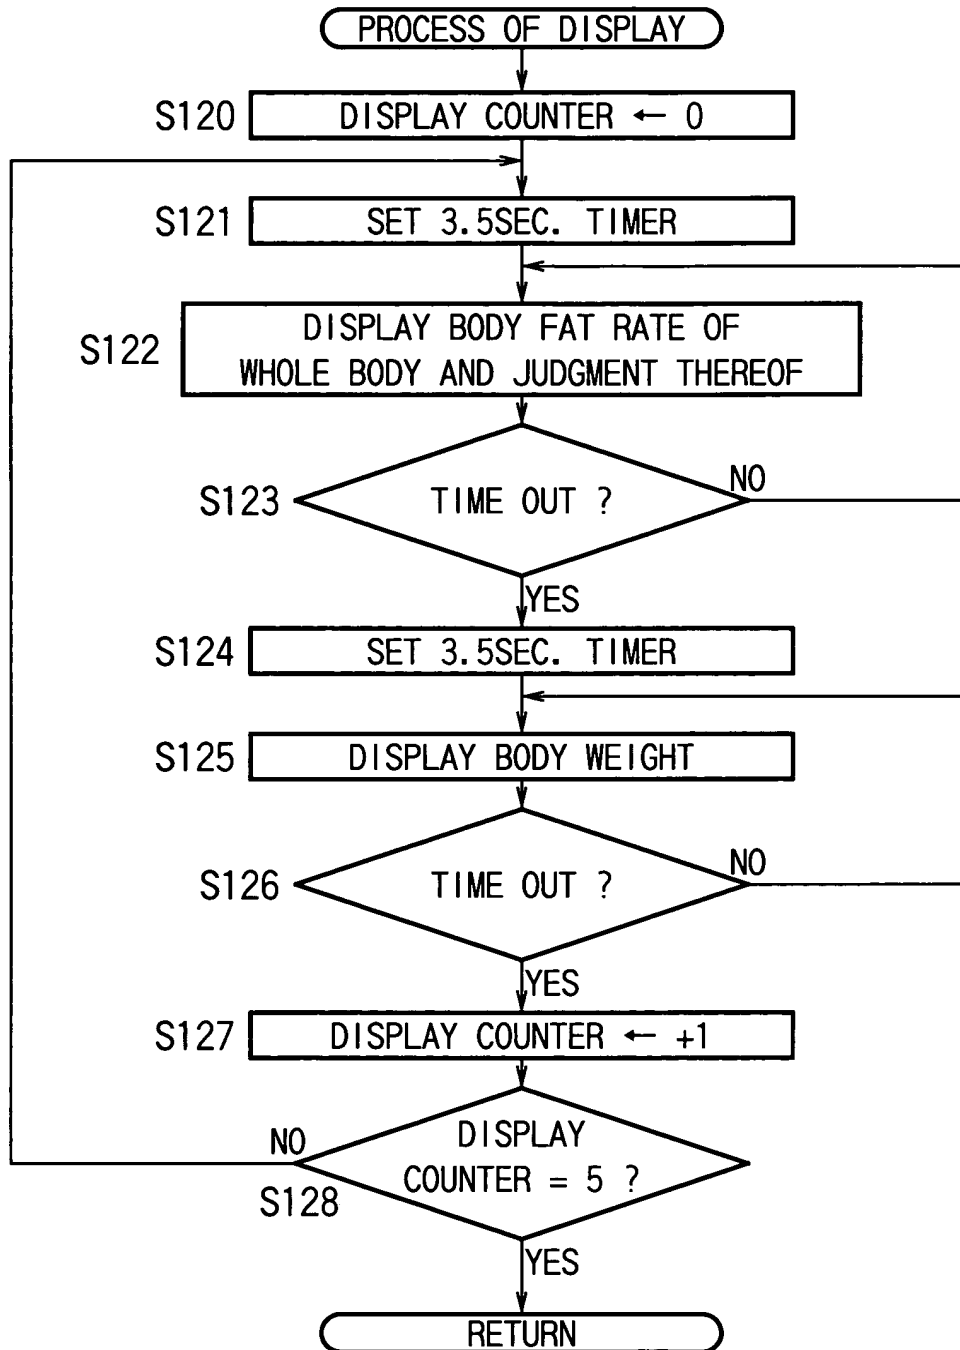 PROCESS OF DISPLAY
S120
DISPLAY COUNTER ← 0
S121
SET 3.5SEC. TIMER
S122
DISPLAY BODY FAT RATE OF
WHOLE BODY AND JUDGMENT THEREOF
S123
TIME OUT ?
NO
YES
S124
SET 3.5SEC. TIMER
S125
DISPLAY BODY WEIGHT
S126
TIME OUT ?
NO
YES
S127
DISPLAY COUNTER ← +1
S128
DISPLAY
COUNTER = 5 ?
NO
YES
RETURN